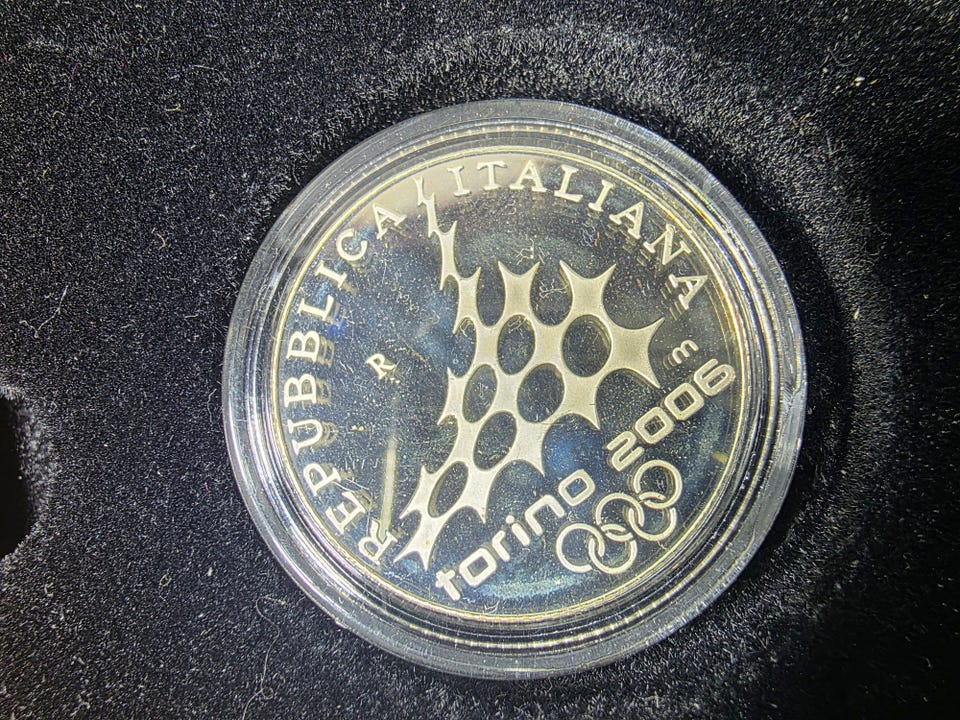 REPUBBLICA ITALIANA
R
m
torino 2006